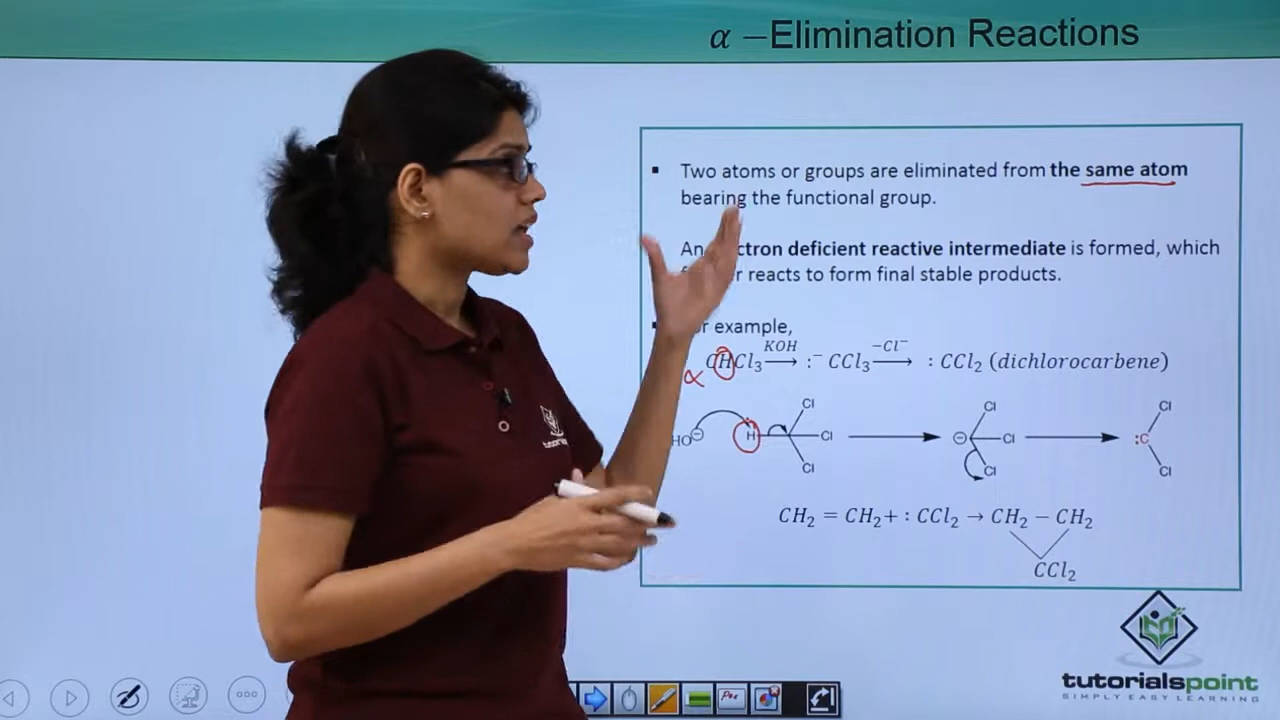 α –Elimination Reactions
Two atoms or groups are eliminated from the same atom
bearing the functional group.
An ctron deficient reactive intermediate is formed, which
r reacts to form final stable products.
r example,
CHCl₃ —KOH→ :⁻ CCl₃ —−Cl⁻→ : CCl₂ (dichlorocarbene)
α
HO⊖ H Cl Cl Cl ⊖ Cl Cl Cl :C Cl Cl
CH₂ = CH₂+ : CCl₂ → CH₂ − CH₂
CCl₂
tutorialspoint
SIMPLY EASY LEARNING